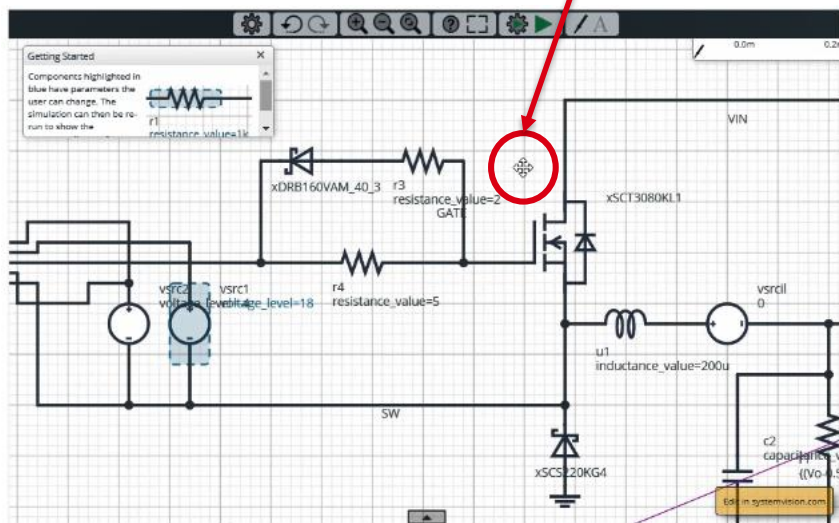 A
Getting Started
×
Components highlighted in
blue have parameters the
user can change. The
simulation can then be re-
run to show the
r1
resistance_value=1k
0.0m
VIN
xDRB160VAM_40_3
r3
resistance_value=2
GATE
xSCT3080KL1
vsrc2
vsrc1
voltage_level=18
r4
resistance_value=5
vsrcil
0
u1
inductance_value=200u
SW
xSCS220KG4
c2
Edit in systemvision.com